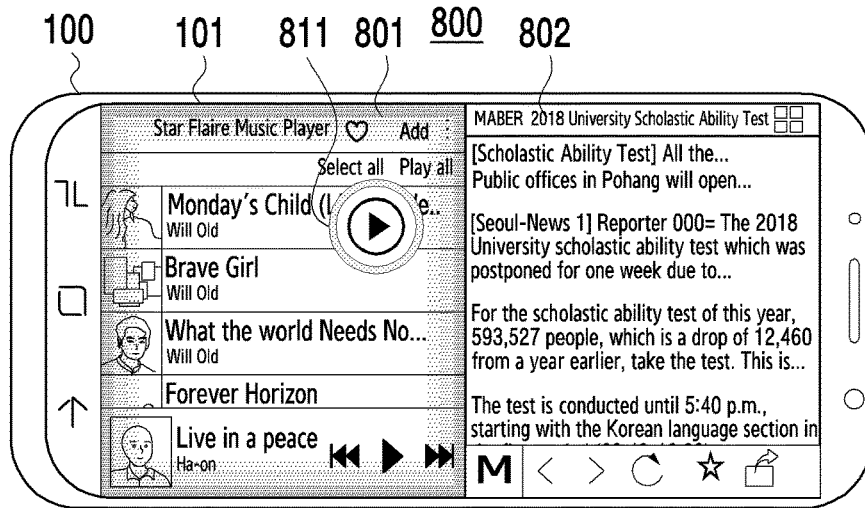 100 101 811 801 800 802
Star Flaire Music Player Add
Select all Play all
Monday's Child (L
Will Old
Brave Girl
Will Old
What the world Needs No...
Will Old
Forever Horizon
Live in a peace
Ha-on
MABER 2018 University Scholastic Ability Test
[Scholastic Ability Test] All the...
Public offices in Pohang will open...
[Seoul-News 1] Reporter 000= The 2018
University scholastic ability test which was
postponed for one week due to...
For the scholastic ability test of this year,
593,527 people, which is a drop of 12,460
from a year earlier, take the test. This is...
The test is conducted until 5:40 p.m.,
starting with the Korean language section in
M